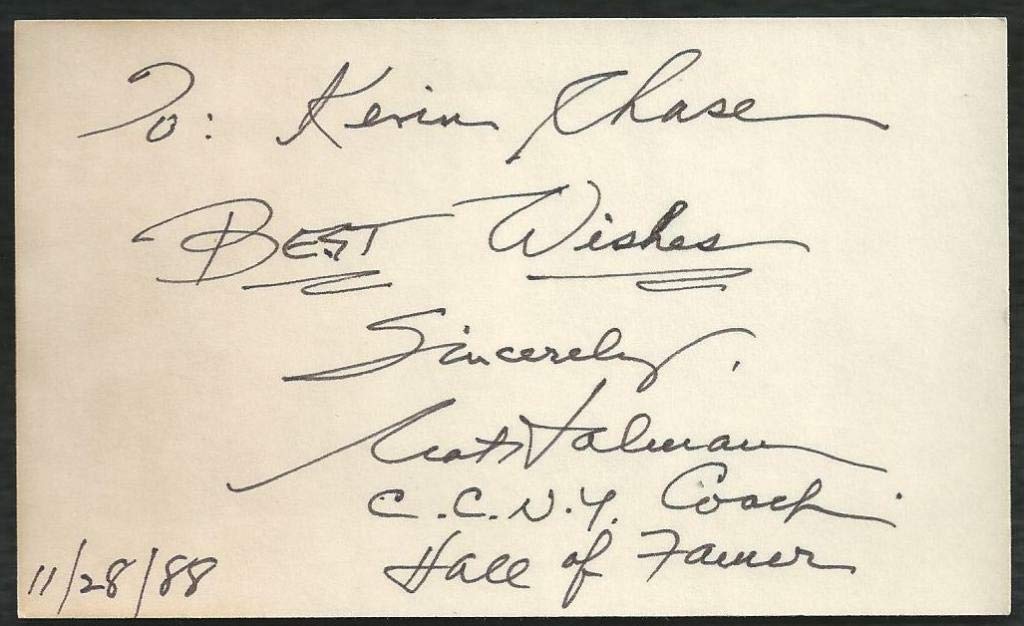 To: Kevin Chase
BEST Wishes
Sincerely,
Nat Holman
C.C.N.Y. Coach
Hall of Famer
11/28/88